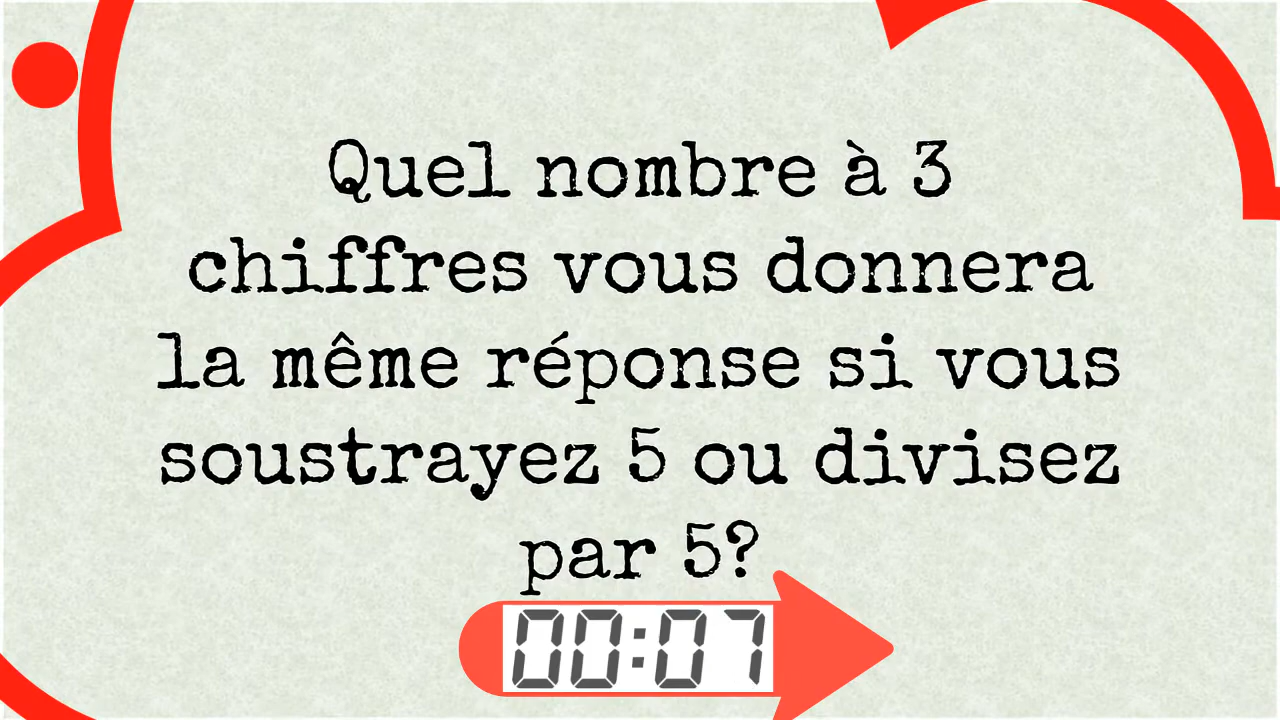 Quel nombre à 3
chiffres vous donnera
la même réponse si vous
soustrayez 5 ou divisez
par 5?
00:07